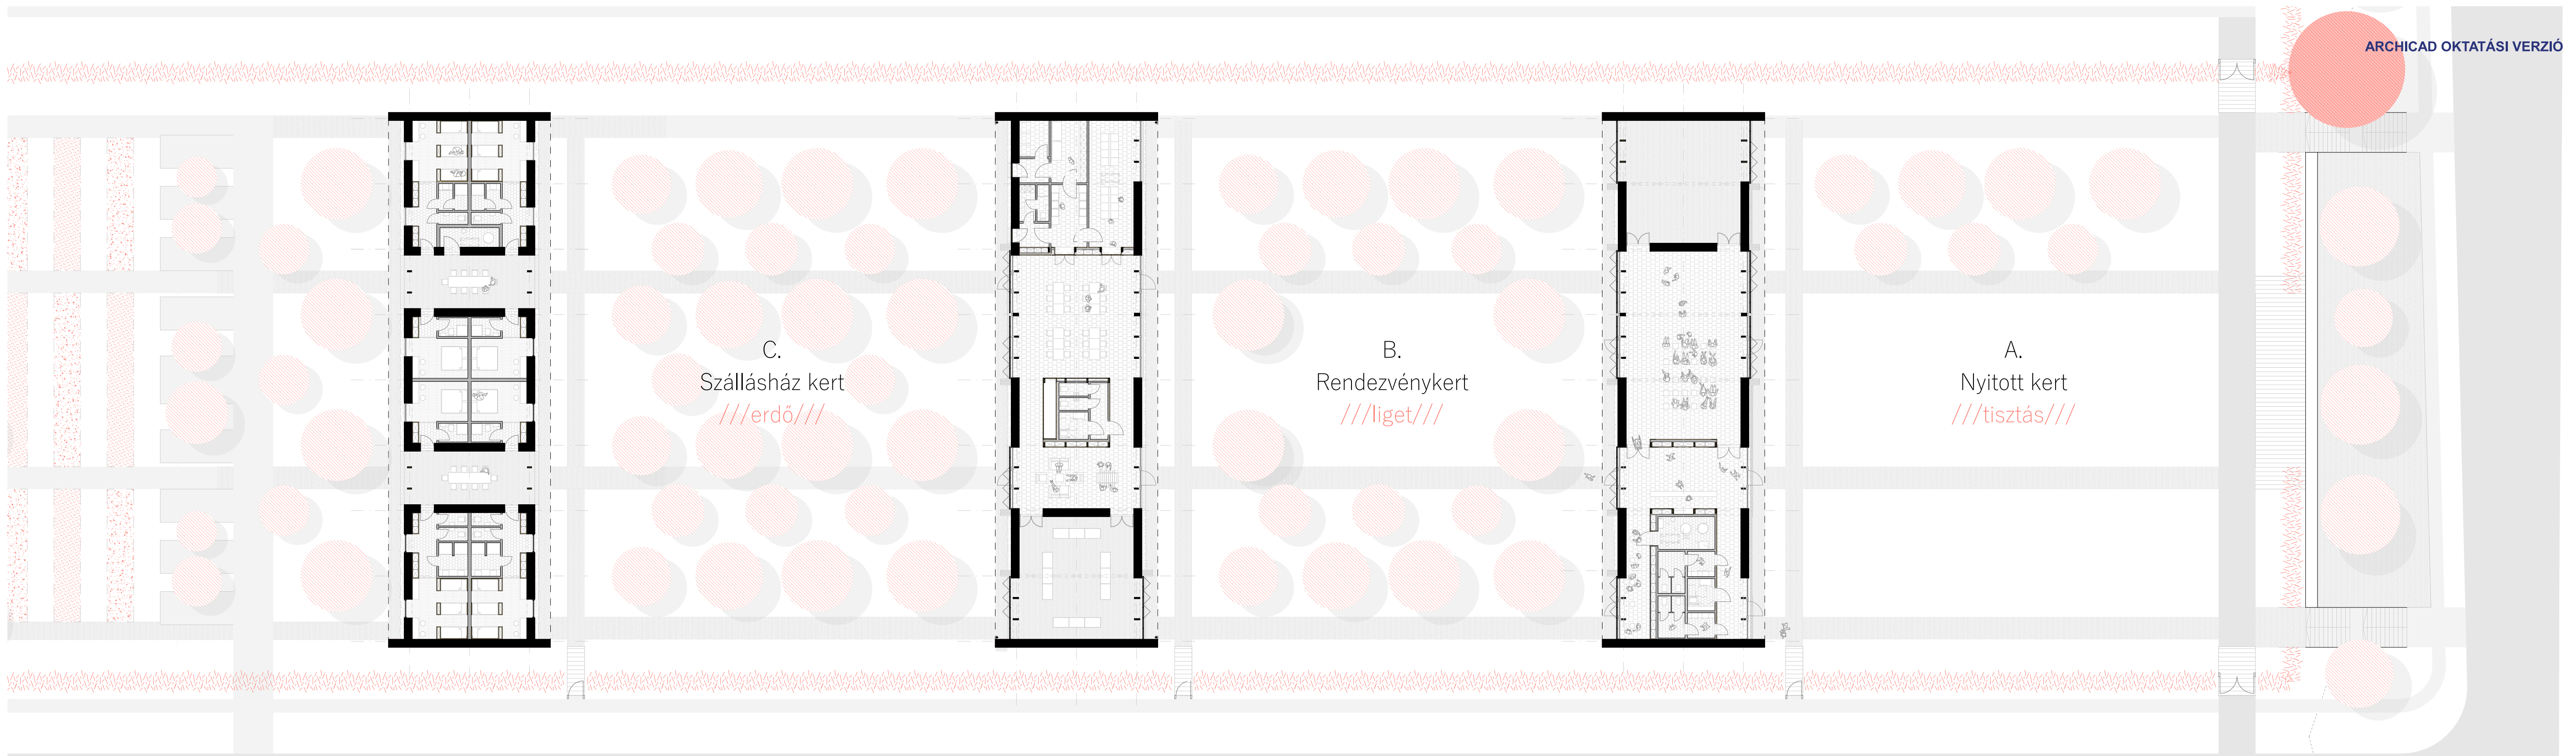 ARCHICAD OKTATÁSI VERZIÓ
C.
Szállásház kert
///erdő///
B.
Rendezvénykert
///liget///
A.
Nyitott kert
///tisztás///